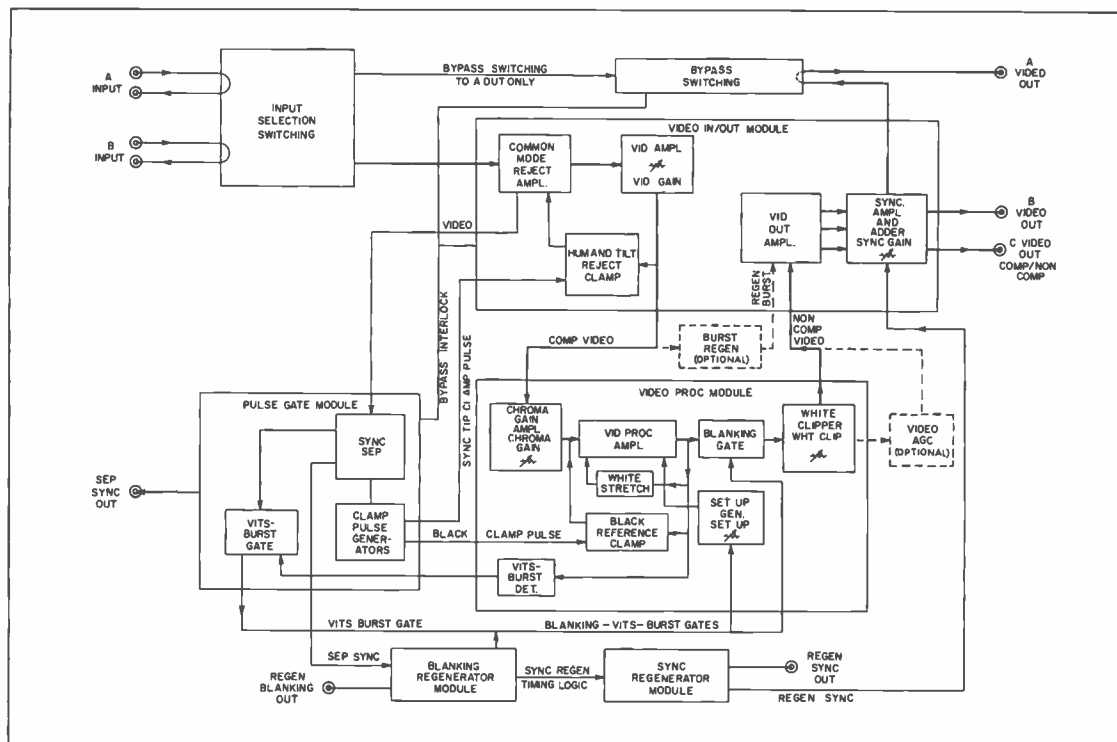 A
INPUT
B
INPUT
INPUT
SELECTION
SWITCHING
BYPASS SWITCHING
TO A OUT ONLY
BYPASS
SWITCHING
A
VIDEO
OUT
VIDEO IN/OUT MODULE
COMMON
MODE
REJECT
AMPL.
VID AMPL
VID GAIN
VIDEO
HUM AND TILT
REJECT
CLAMP
VID
OUT
AMPL.
SYNC.
AMPL
AND
ADDER
SYNC GAIN
B
VIDEO
OUT
C VIDEO
OUT
COMP/NON
COMP
BYPASS INTERLOCK
SYNC TIP CLAMP PULSE
REGEN
BURST
NON
COMP
VIDEO
COMP VIDEO
BURST
REGEN
(OPTIONAL)
PULSE GATE MODULE
VIDEO PROC MODULE
SYNC
SEP
CHROMA
GAIN
AMPL
CHROMA
GAIN
VID PROC
AMPL
BLANKING
GATE
WHITE
CLIPPER
WHT CLIP
VIDEO
AGC
(OPTIONAL)
WHITE
STRETCH
SEP
SYNC
OUT
VITS-
BURST
GATE
CLAMP
PULSE
GENER-
ATORS
BLACK CLAMP PULSE
BLACK
REFERENCE
CLAMP
SET UP
GEN.
SET UP
VITS-
BURST
DET.
VITS BURST GATE
BLANKING-VITS-BURST GATES
SEP SYNC
REGEN
BLANKING
OUT
BLANKING
REGENERATOR
MODULE
SYNC REGEN
TIMING LOGIC
SYNC
REGENERATOR
MODULE
REGEN
SYNC
OUT
REGEN SYNC